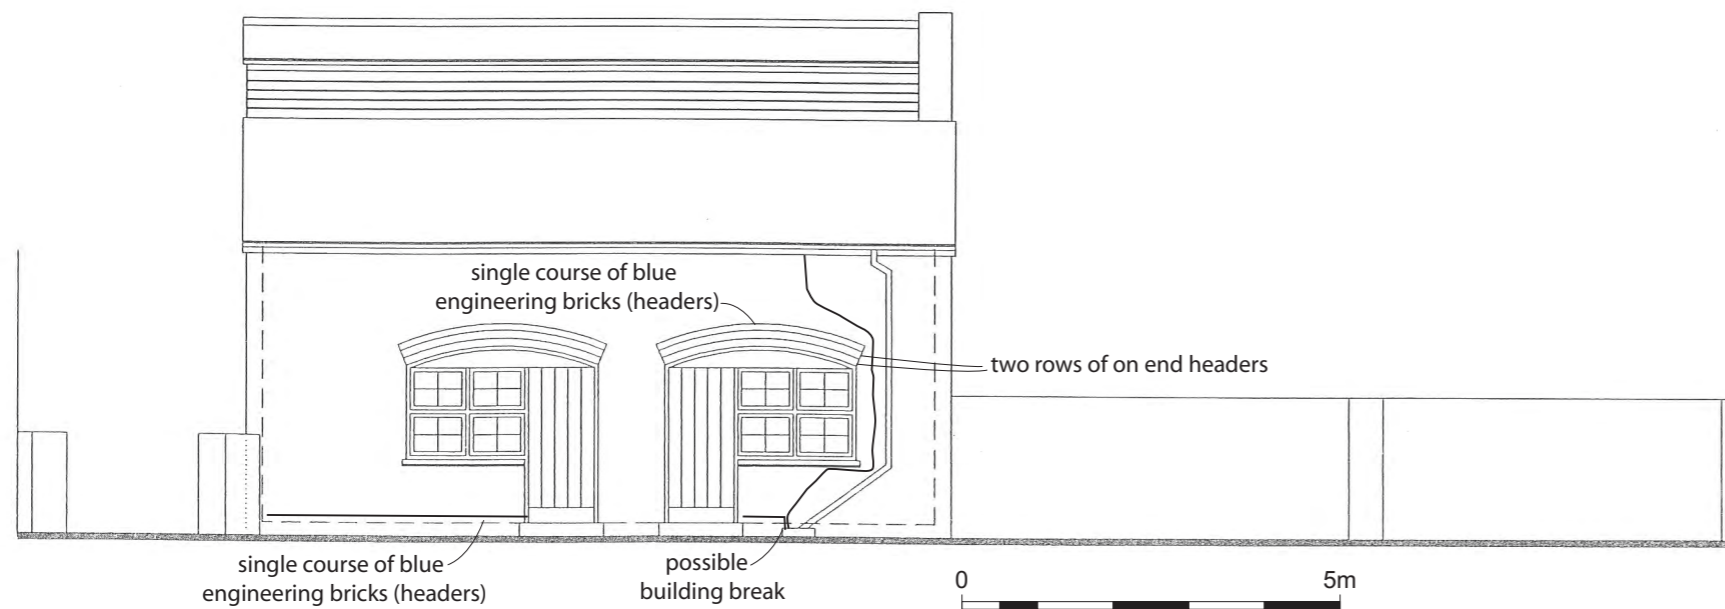 single course of blue
engineering bricks (headers)
two rows of on end headers
single course of blue
engineering bricks (headers)
possible
building break
0
5m